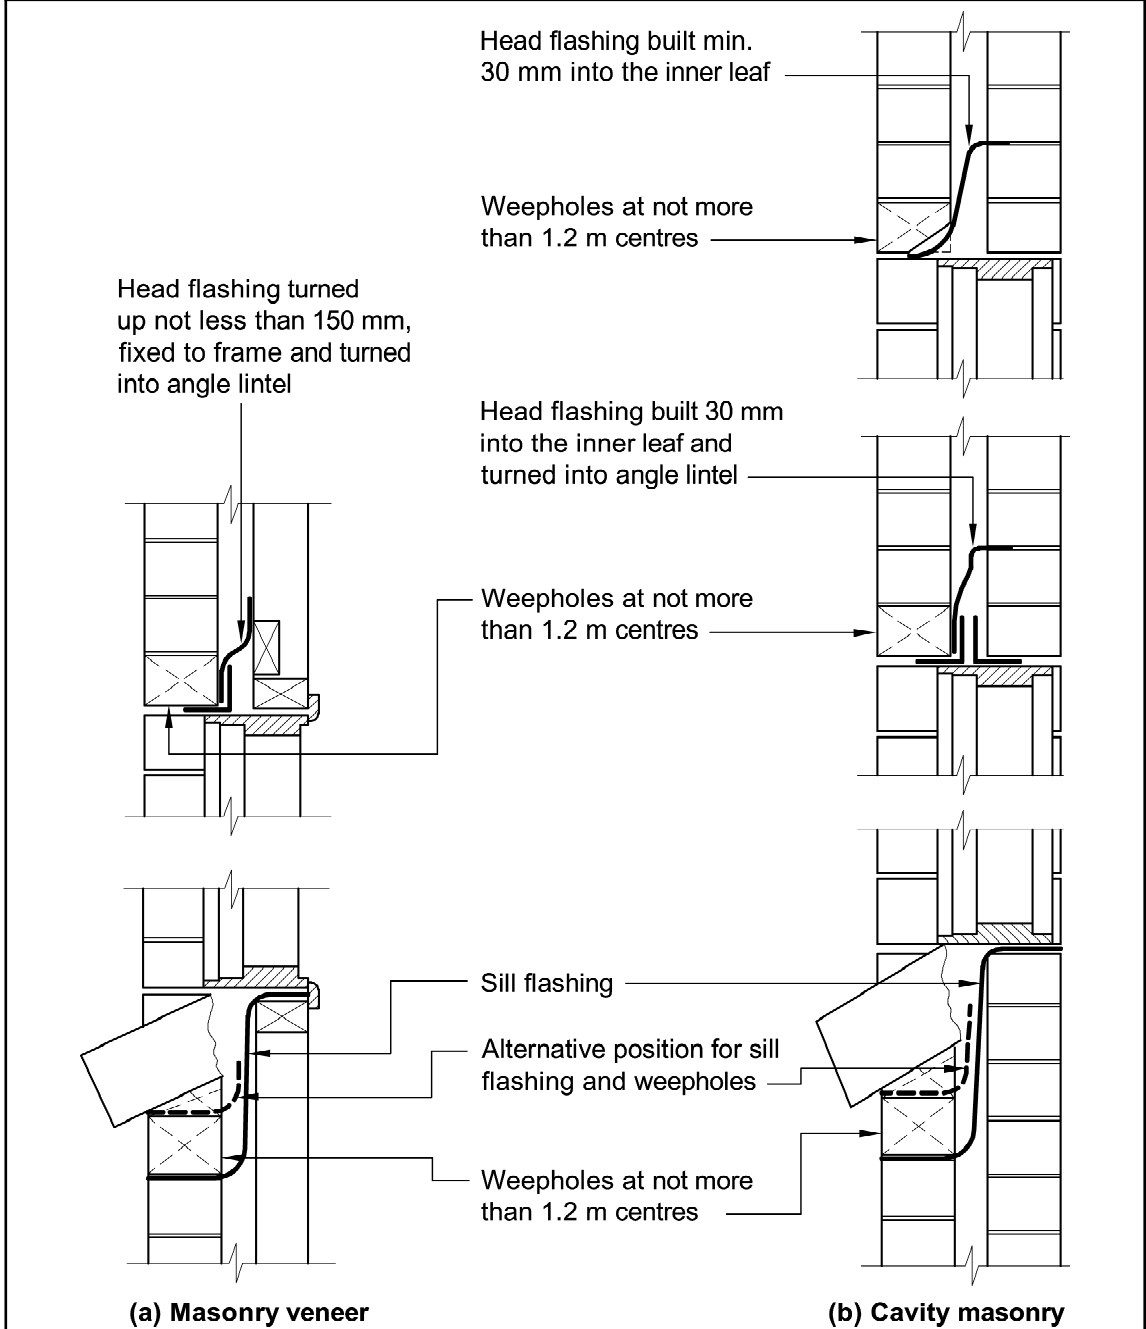 Head flashing built min.
30 mm into the inner leaf
Weepholes at not more
than 1.2 m centres
Head flashing turned
up not less than 150 mm,
fixed to frame and turned
into angle lintel
Head flashing built 30 mm
into the inner leaf and
turned into angle lintel
Weepholes at not more
than 1.2 m centres
Sill flashing
Alternative position for sill
flashing and weepholes
Weepholes at not more
than 1.2 m centres
(a) Masonry veneer
(b) Cavity masonry